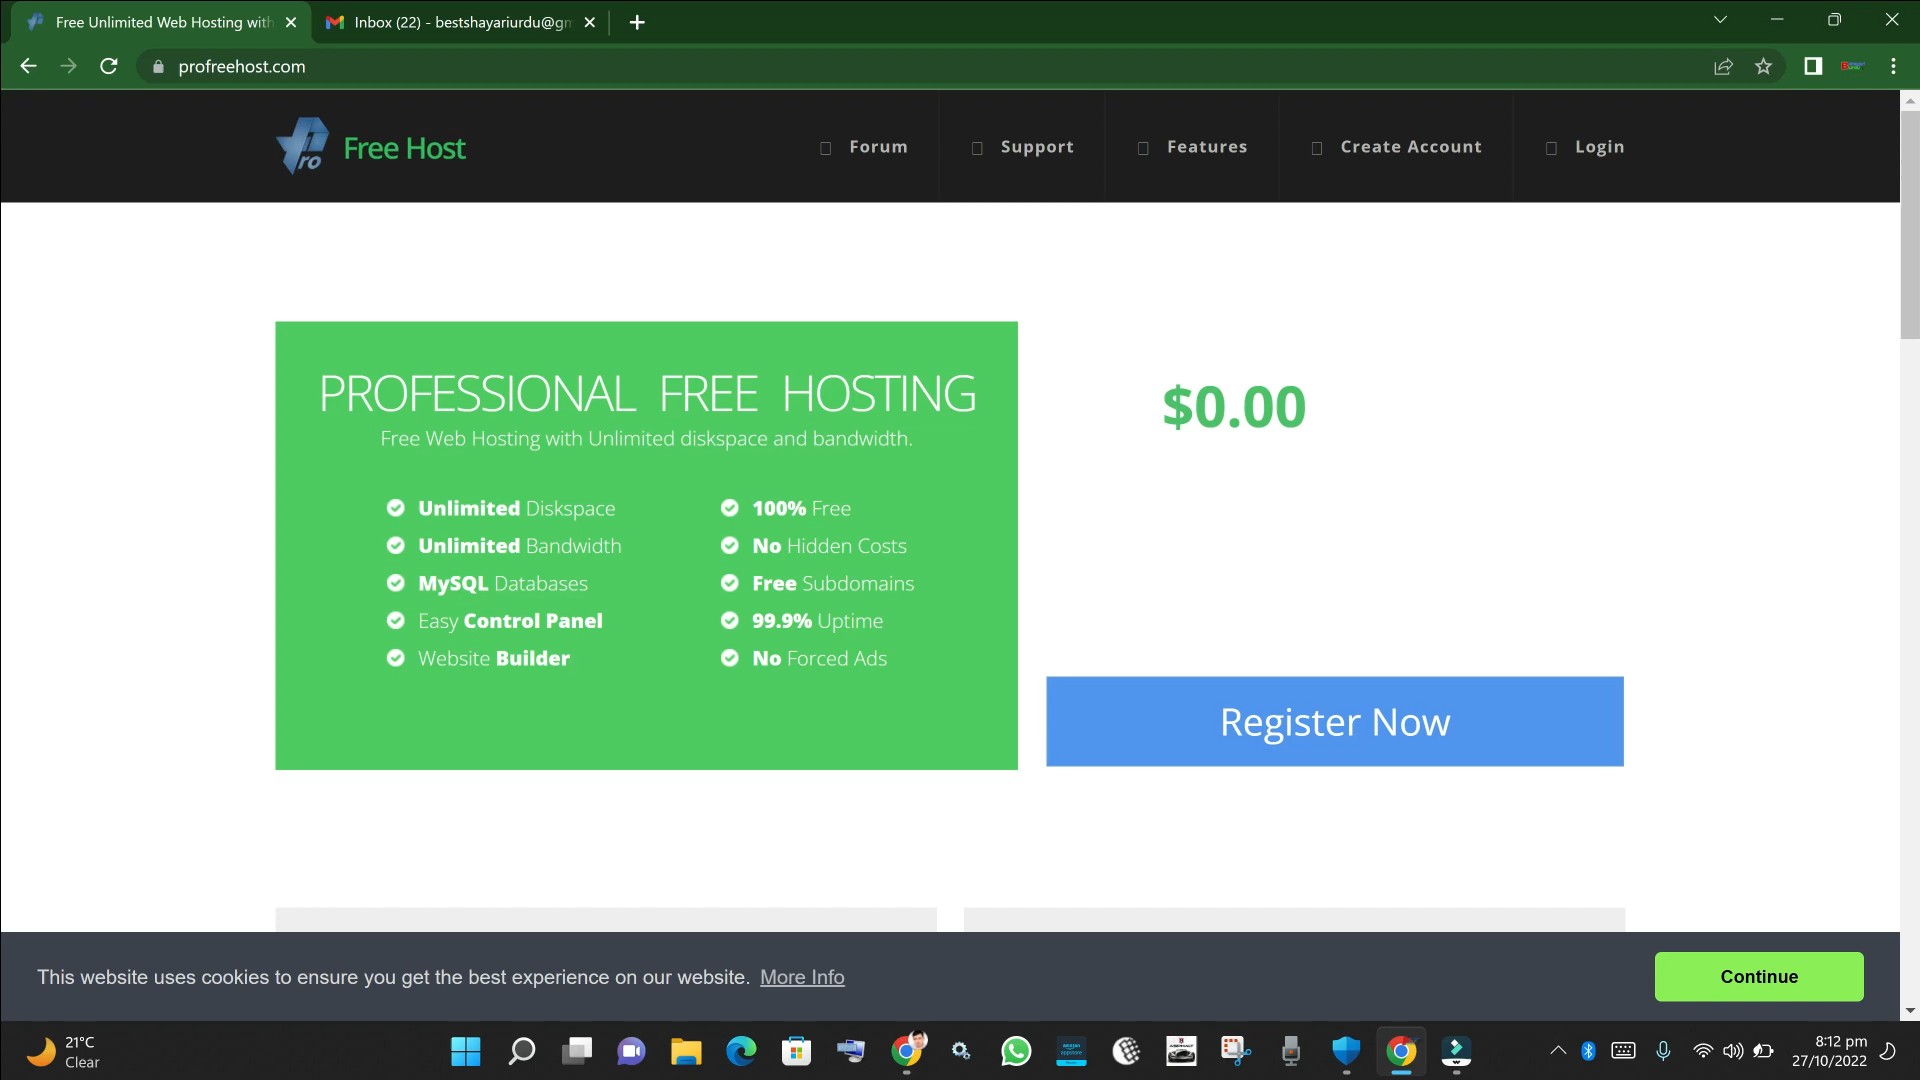 Free Unlimited Web Hosting with
Inbox (22) - bestshayariurdu@gm
profreehost.com
ro Free Host
Forum
Support
Features
Create Account
Login
PROFESSIONAL FREE HOSTING
Free Web Hosting with Unlimited diskspace and bandwidth.
Unlimited Diskspace
Unlimited Bandwidth
MySQL Databases
Easy Control Panel
Website Builder
100% Free
No Hidden Costs
Free Subdomains
99.9% Uptime
No Forced Ads
$0.00
Register Now
This website uses cookies to ensure you get the best experience on our website. More Info
Continue
21°C
Clear
amazon
appstore
8:12 pm
27/10/2022